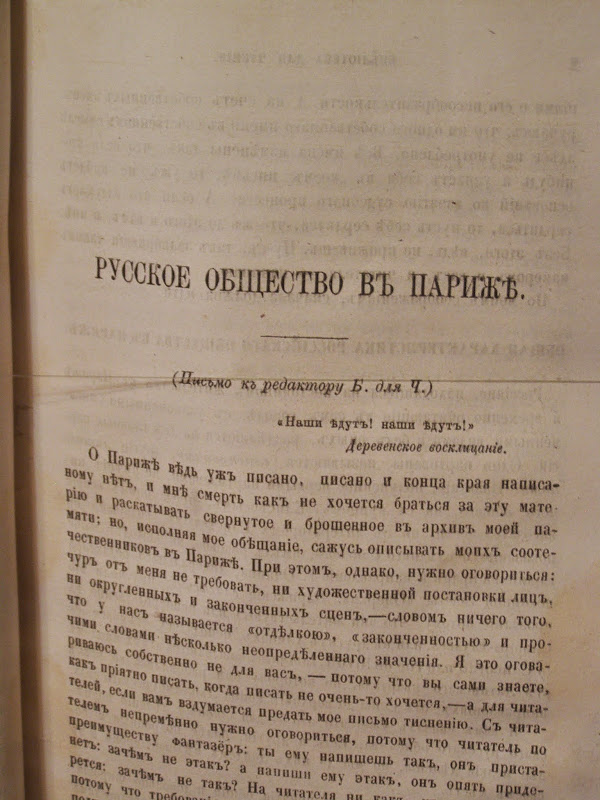 РУССКОЕ ОБЩЕСТВО ВЪ ПАРИЖѢ.
(Письмо къ редактору Б. для Ч.)
«Наши ѣдутъ! наши ѣдутъ!»
Деревенское восклицаніе.
О Парижѣ вѣдь ужъ писано, писано и конца края написа-
ному нѣтъ, и мнѣ смерть какъ не хочется браться за эту мате-
рію и раскатывать свернутое и брошенное въ архивъ моей па-
мяти; но, исполняя мое обѣщаніе, сажусь описывать моихъ сооте-
чественниковъ въ Парижѣ. При этомъ, однако, нужно оговориться:
чуръ отъ меня не требовать, ни художественной постановки лицъ,
ни округленныхъ и законченныхъ сценъ,—словомъ ничего того,
что у насъ называется «отдѣлкою», «законченностью» и про-
чими словами нѣсколько неопредѣленнаго значенія. Я это огова-
риваюсь собственно не для васъ, — потому что вы сами знаете,
какъ пріятно писать, когда писать не очень-то хочется,—а для чита-
телей, если вамъ вздумается предать мое письмо тисненію. Съ чита-
телемъ непремѣнно нужно оговориться, потому что читатель по
преимуществу фантазёръ: ты ему напишешь такъ, онъ приста-
нетъ: зачѣмъ не этакъ? а напиши ему этакъ, онъ опять приде-
рется: зачѣмъ не такъ? На читателя ни какъ
потому что